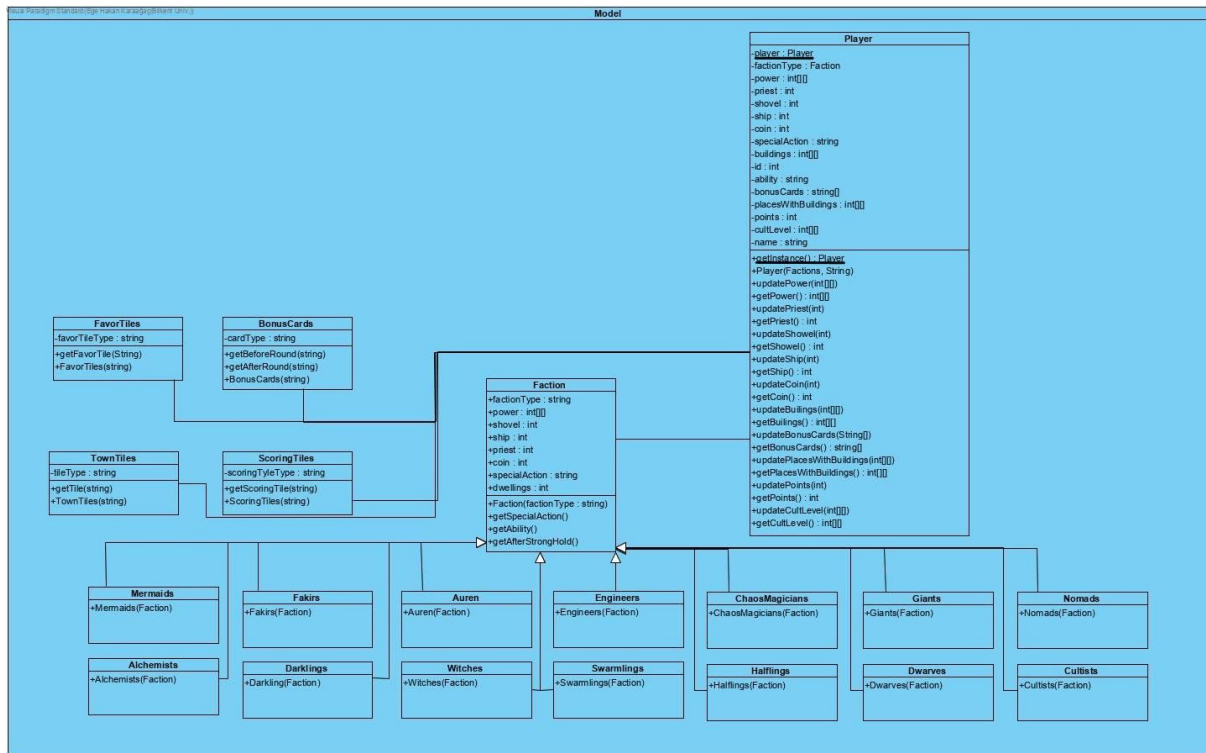 Visual Paradigm Standard(Ege Hakan Karaağaç(Bilkent Univ.))
Model
Player
-player : Player
-factionType : Faction
-power : int[][]
-priest : int
-shovel : int
-ship : int
-coin : int
-specialAction : string
-buildings : int[][]
-id : int
-ability : string
-bonusCards : string[]
-placesWithBuildings : int[][]
-points : int
-cultLevel : int[][]
-name : string
+getInstance() : Player
+Player(Factions, String)
+updatePower(int[][])
+getPower() : int[][]
+updatePriest(int)
+getPriest() : int
+updateShowel(int)
+getShowel() : int
+updateShip(int)
+getShip() : int
+updateCoin(int)
+getCoin() : int
+updateBuilings(int[][])
+getBuilings() : int[][]
+updateBonusCards(String[])
+getBonusCards() : string[]
+updatePlacesWithBuildings(int[][])
+getPlacesWithBuildings() : int[][]
+updatePoints(int)
+getPoints() : int
+updateCultLevel(int[][])
+getCultLevel() : int[][]
FavorTiles
-favorTileType : string
+getFavorTile(String)
+FavorTiles(string)
BonusCards
-cardType : string
+getBeforeRound(string)
+getAfterRound(string)
+BonusCards(string)
Faction
+factionType : string
+power : int[][]
+shovel : int
+ship : int
+priest : int
+coin : int
+specialAction : string
+dwellings : int
+Faction(factionType : string)
+getSpecialAction()
+getAbility()
+getAfterStrongHold()
TownTiles
-tileType : string
+getTile(string)
+TownTiles(string)
ScoringTiles
-scoringTyleType : string
+getScoringTile(string)
+ScoringTiles(string)
Mermaids
+Mermaids(Faction)
Fakirs
+Fakirs(Faction)
Auren
+Auren(Faction)
Engineers
+Engineers(Faction)
ChaosMagicians
+ChaosMagicians(Faction)
Giants
+Giants(Faction)
Nomads
+Nomads(Faction)
Alchemists
+Alchemists(Faction)
Darklings
+Darkling(Faction)
Witches
+Witches(Faction)
Swarmlings
+Swarmlings(Faction)
Halflings
+Halflings(Faction)
Dwarves
+Dwarves(Faction)
Cultists
+Cultists(Faction)